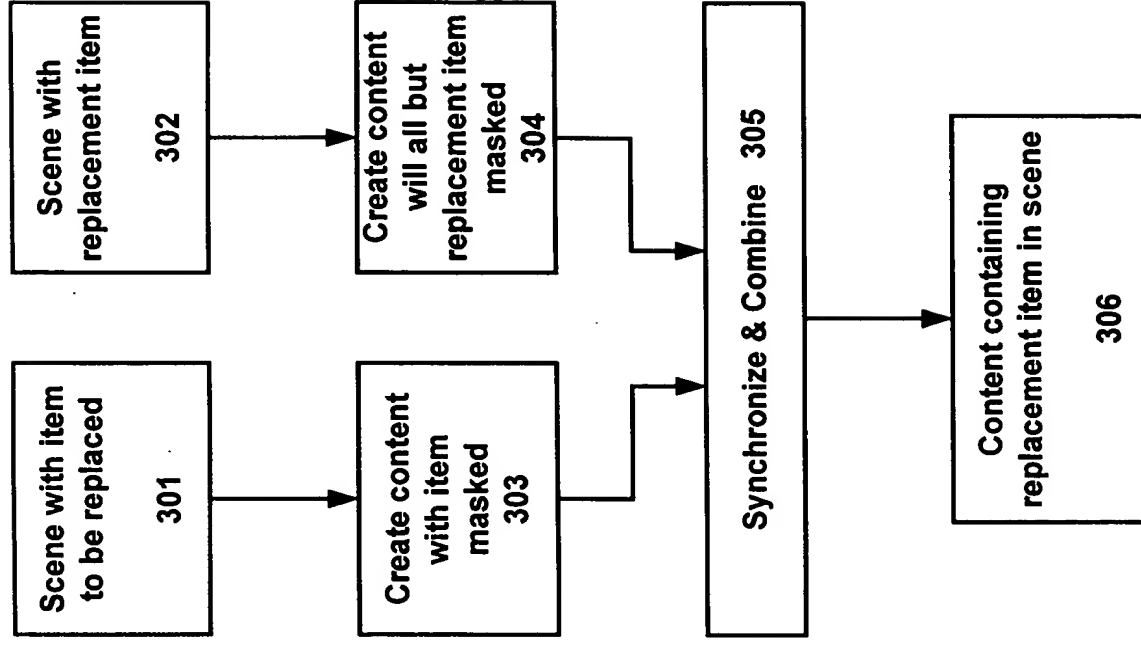 Scene with item
to be replaced
301
Scene with
replacement item
302
Create content
with item
masked
303
Create content
will all but
replacement item
masked
304
Synchronize & Combine 305
Content containing
replacement item in scene
306